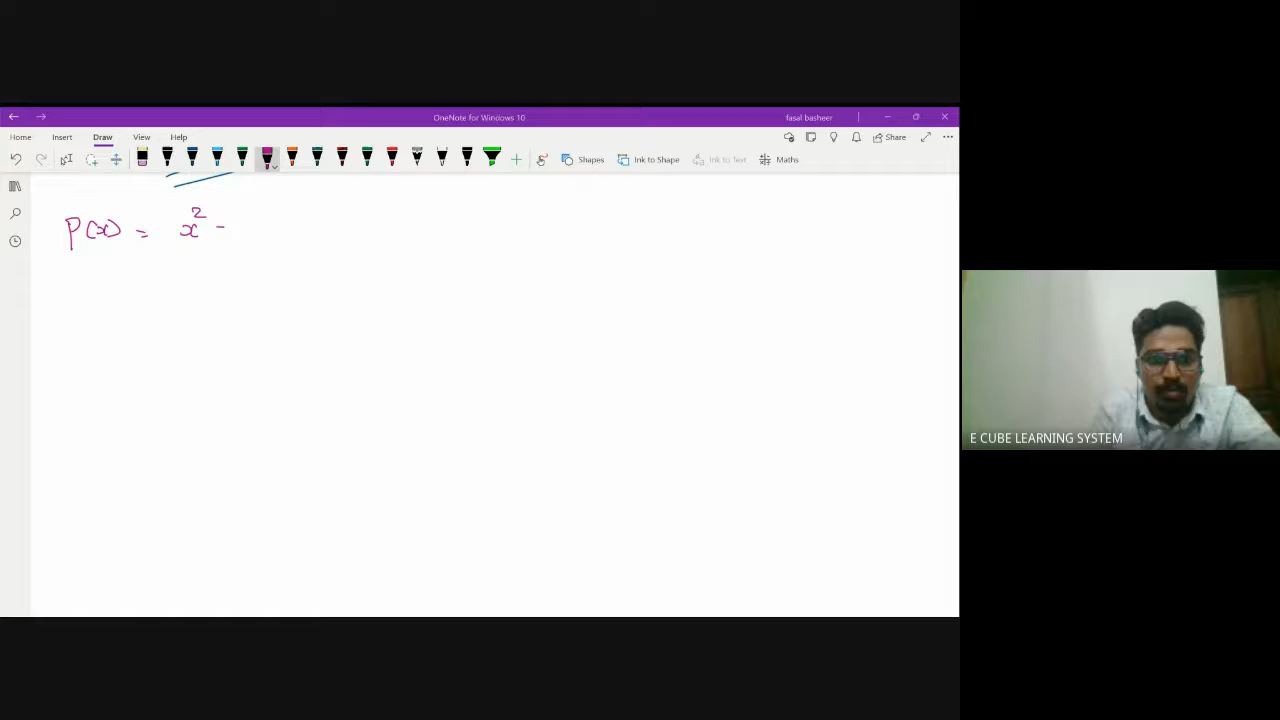 OneNote for Windows 10
fasal basheer
Home Insert Draw View Help
Share
Shapes Ink to Shape Ink to Text Maths
P(x) = x² -
E CUBE LEARNING SYSTEM